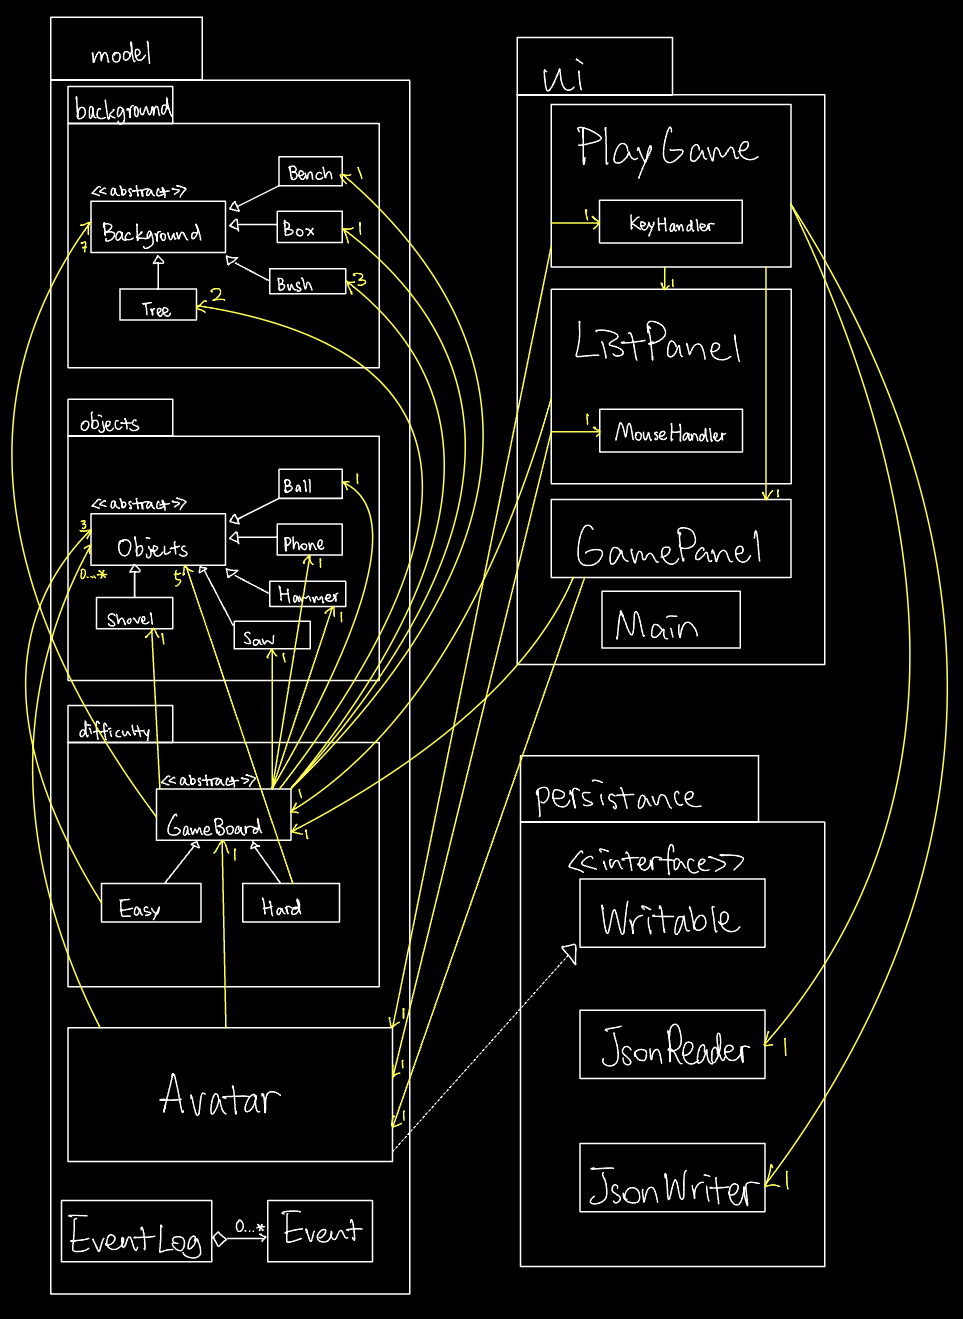 model
background
<<abstract>>
Background
7
Bench
1
Box
1
Bush
3
Tree
2
objects
<<abstract>>
Objects
3
0...*
5
Ball
1
Phone
1
Hammer
1
Saw
1
Shovel
1
difficulty
<<abstract>>
GameBoard
1
1
1
Easy
Hard
Avatar
1
1
1
EventLog
0...*
Event
ui
PlayGame
1
KeyHandler
1
ListPanel
1
MouseHandler
1
GamePanel
Main
persistance
<<interface>>
Writable
JsonReader
1
JsonWriter
1